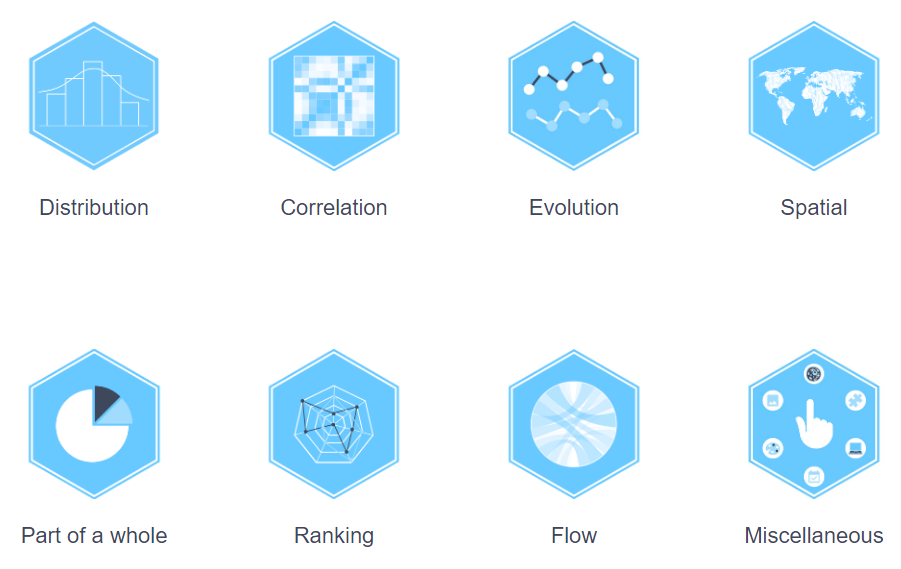 Distribution
Correlation
Evolution
Spatial
Part of a whole
Ranking
Flow
Miscellaneous